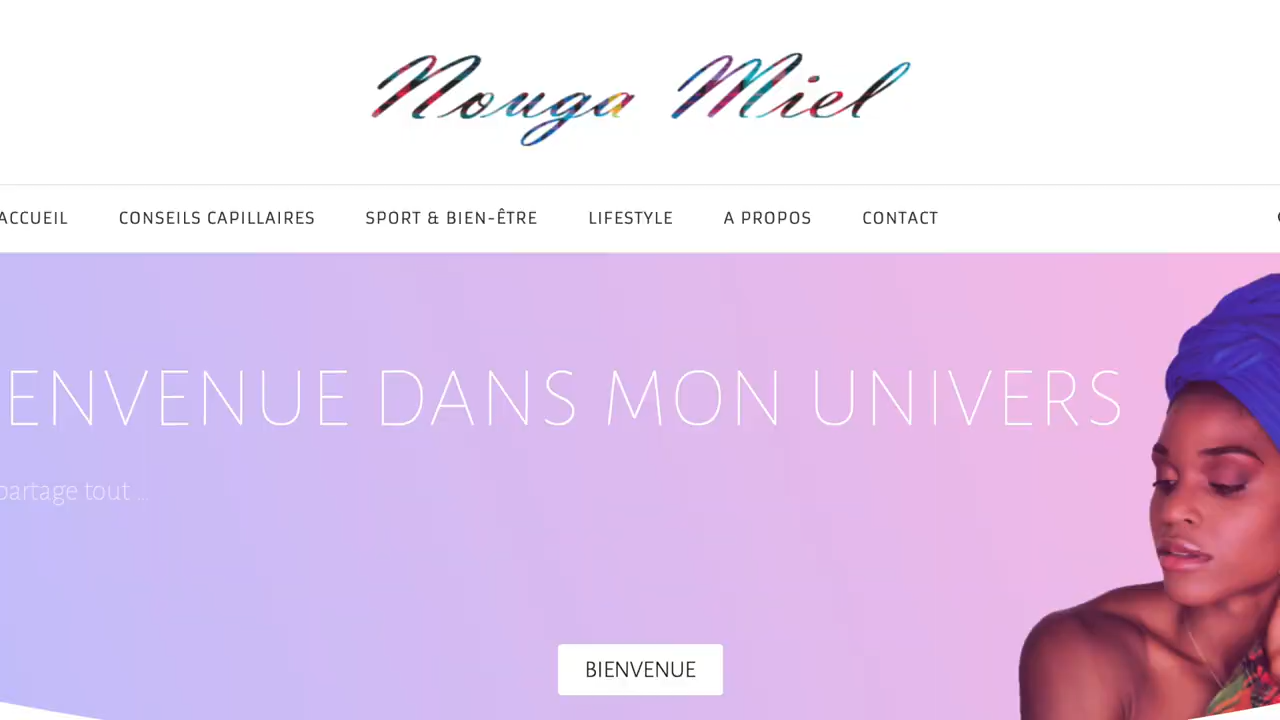 Nouga Miel
ACCUEIL CONSEILS CAPILLAIRES SPORT & BIEN-ÊTRE LIFESTYLE A PROPOS CONTACT
ENVENUE DANS MON UNIVERS
partage tout ...
BIENVENUE